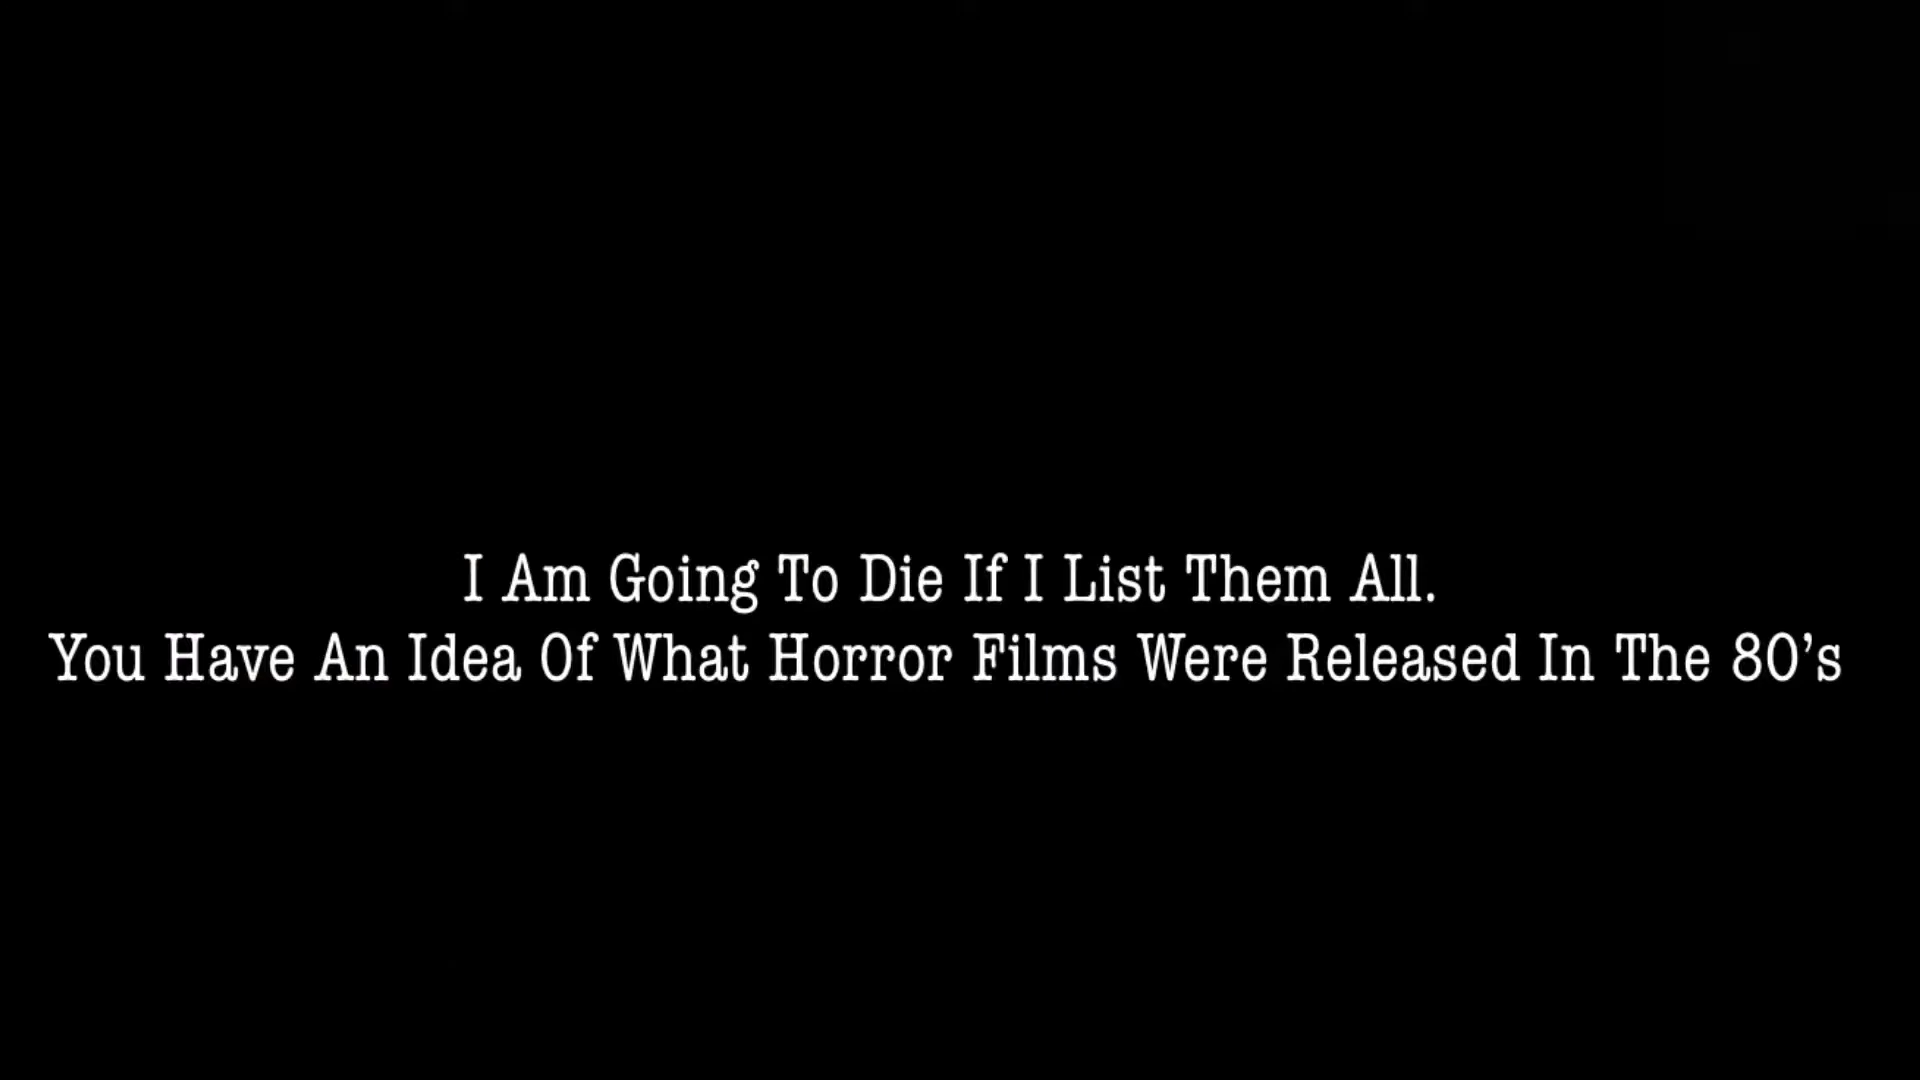 I Am Going To Die If I List Them All.
You Have An Idea Of What Horror Films Were Released In The 80’s